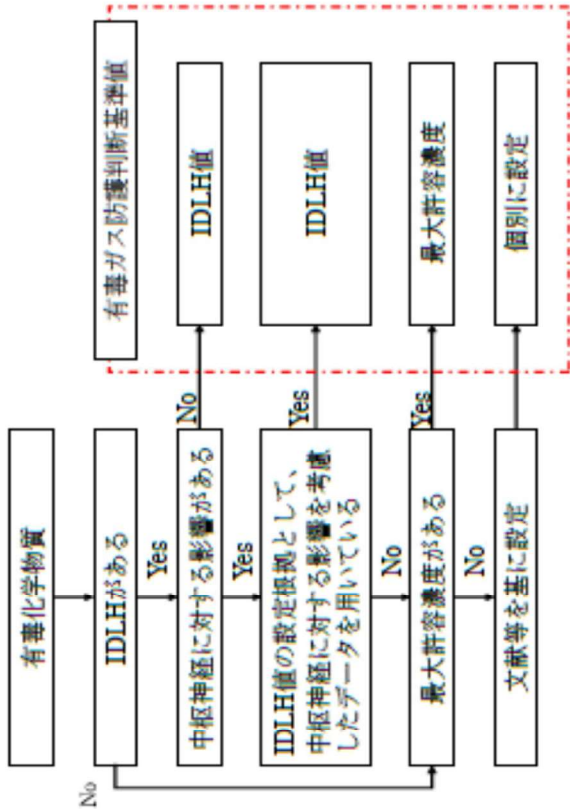 有毒化学物質
有毒ガス防護判断基準値
IDLHがある
No
Yes
中枢神経に対する影響がある
No
IDLH値
Yes
IDLH値の設定根拠として、
中枢神経に対する影響を考慮
したデータを用いている
Yes
IDLH値
No
最大許容濃度がある
Yes
最大許容濃度
No
文献等を基に設定
個別に設定